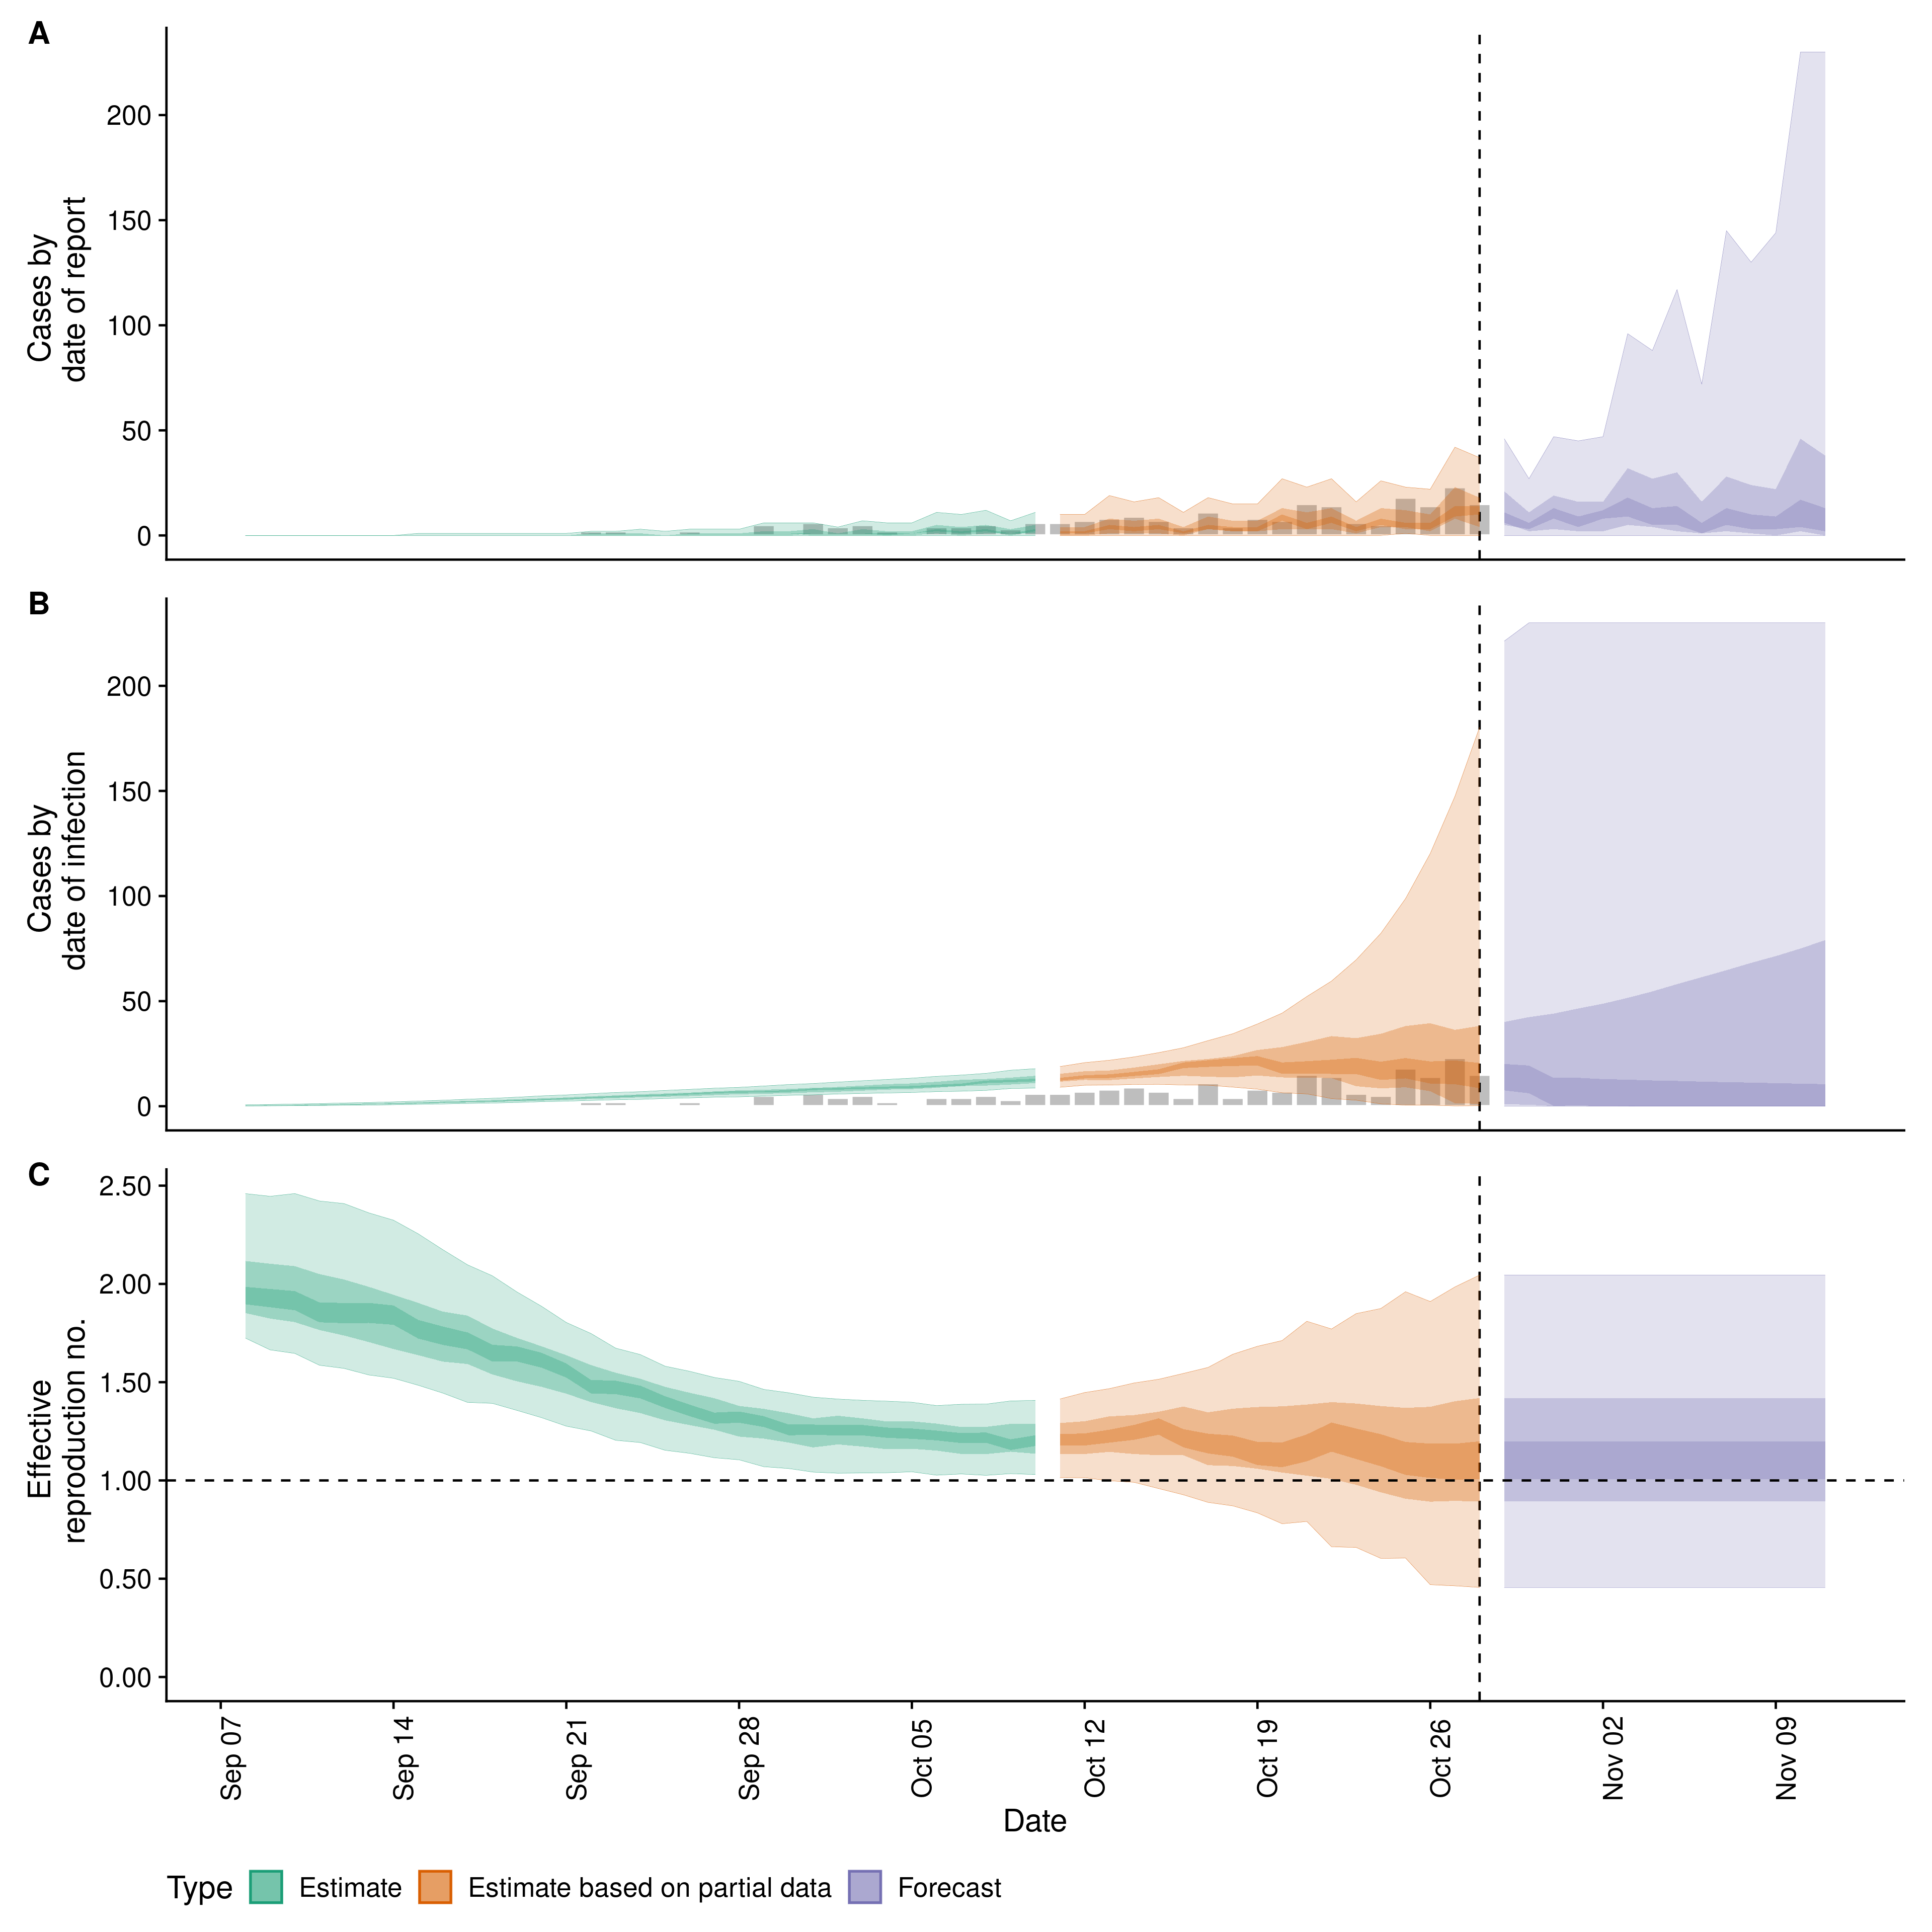 A
Cases by
date of report
200
150
100
50
0
B
Cases by
date of infection
200
150
100
50
0
C
Effective
reproduction no.
2.50
2.00
1.50
1.00
0.50
0.00
Sep 07
Sep 14
Sep 21
Sep 28
Oct 05
Oct 12
Oct 19
Oct 26
Nov 02
Nov 09
Date
Type Estimate Estimate based on partial data Forecast